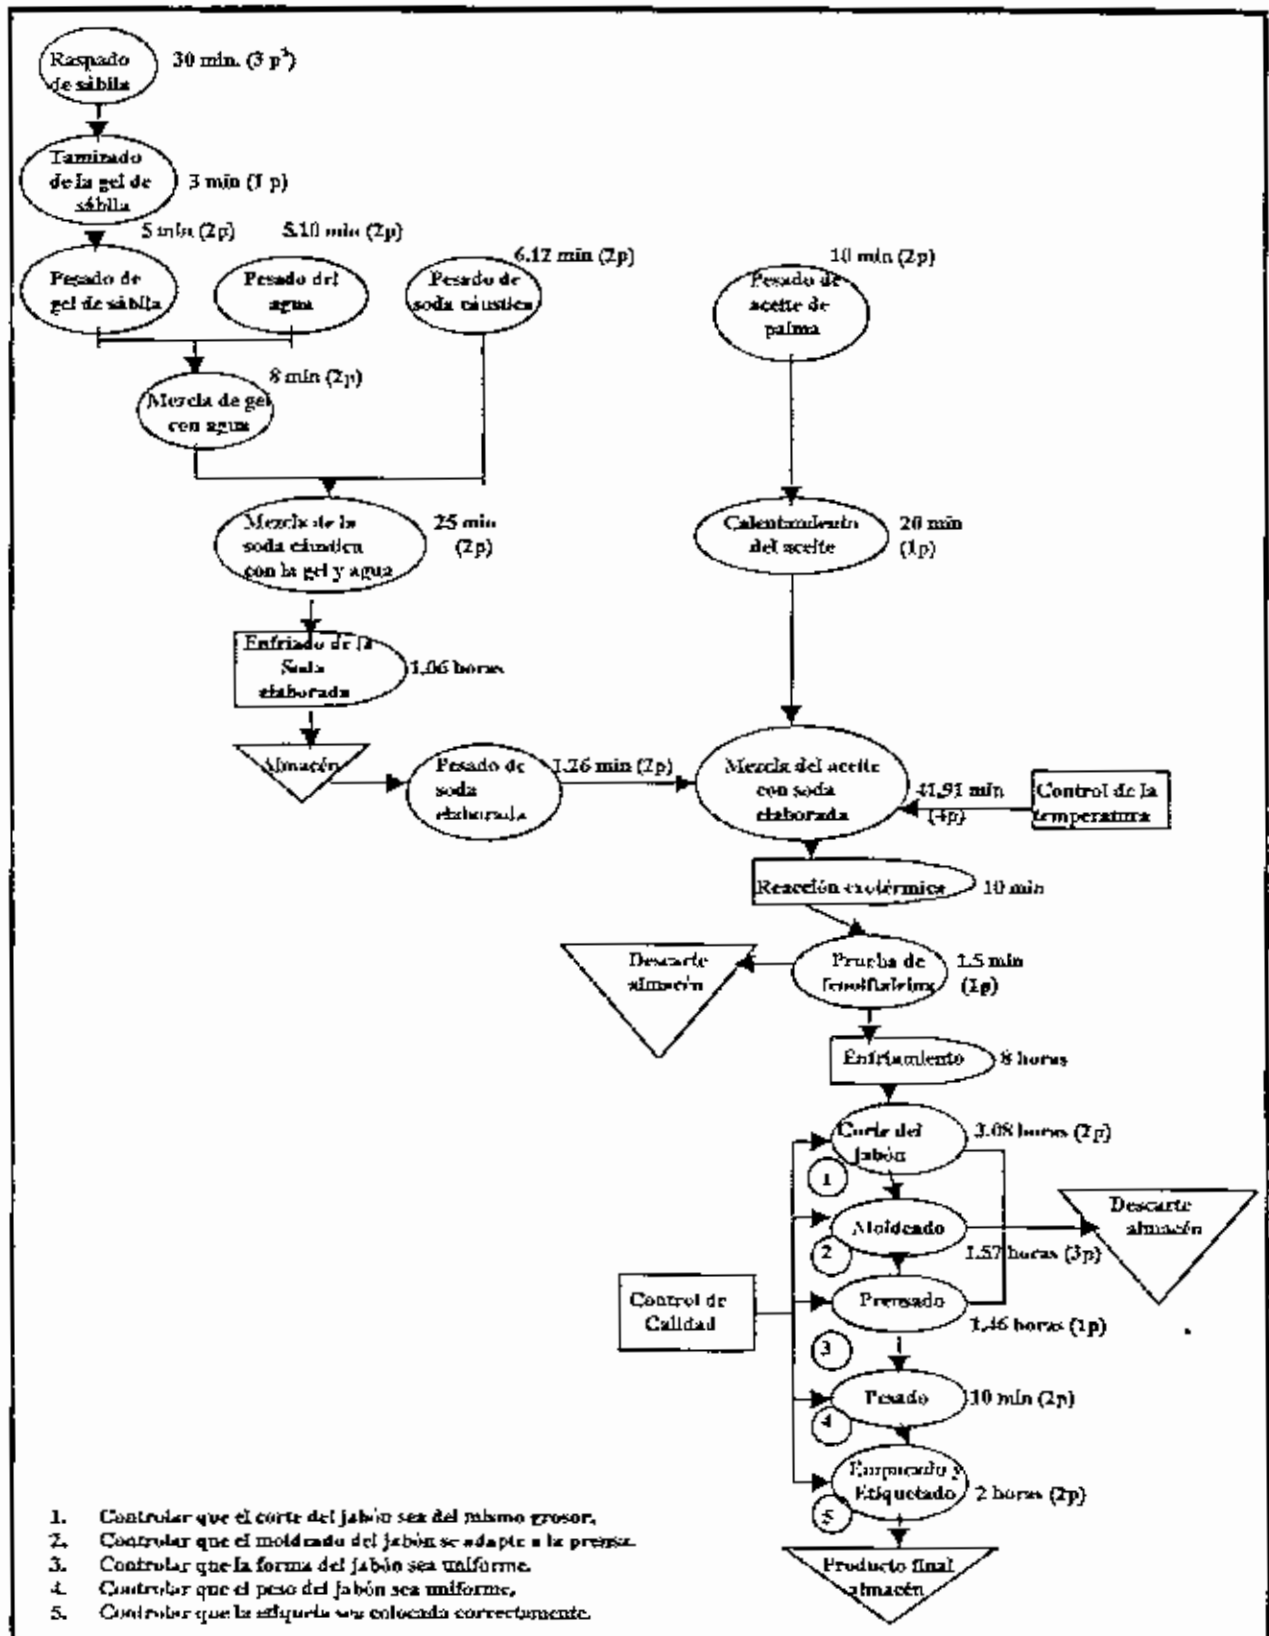 Raspado
de sábila
30 min. (3 p²)
Tamizado
de la gel de
sábila
3 min (1 p)
5 min (2p)
Pesado de
gel de sábila
5.10 min (2p)
Pesado del
agua
6.12 min (2p)
Pesado de
soda cáustica
10 min (2p)
Pesado de
aceite de
palma
8 min (2p)
Mezcla de gel
con agua
Mezcla de la
soda cáustica
con la gel y agua
25 min
(2p)
Calentamiento
del aceite
20 min
(1p)
Enfriado de la
Soda
elaborada
1,06 horas
Almacén
Pesado de
soda
elaborada
1.26 min (2p)
Mezcla del aceite
con soda
elaborada
41,91 min
(4p)
Control de la
temperatura
Reacción exotérmica
10 min
Descarte
almacén
Prueba de
fenolftaleina
1.5 min
(1p)
Enfriamiento
8 horas
Corte del
jabón
3.08 horas (2p)
1
Moldeado
1.57 horas (3p)
Descarte
almacén
2
Control de
Calidad
Prensado
1,46 horas (1p)
3
Pesado
10 min (2p)
4
Empacado y
Etiquetado
2 horas (2p)
5
Producto final
almacén
1. Controlar que el corte del jabón sea del mismo grosor.
2. Controlar que el moldeado del jabón se adapte a la prensa.
3. Controlar que la forma del jabón sea uniforme.
4. Controlar que el peso del jabón sea uniforme.
5. Controlar que la etiqueta sea colocada correctamente.